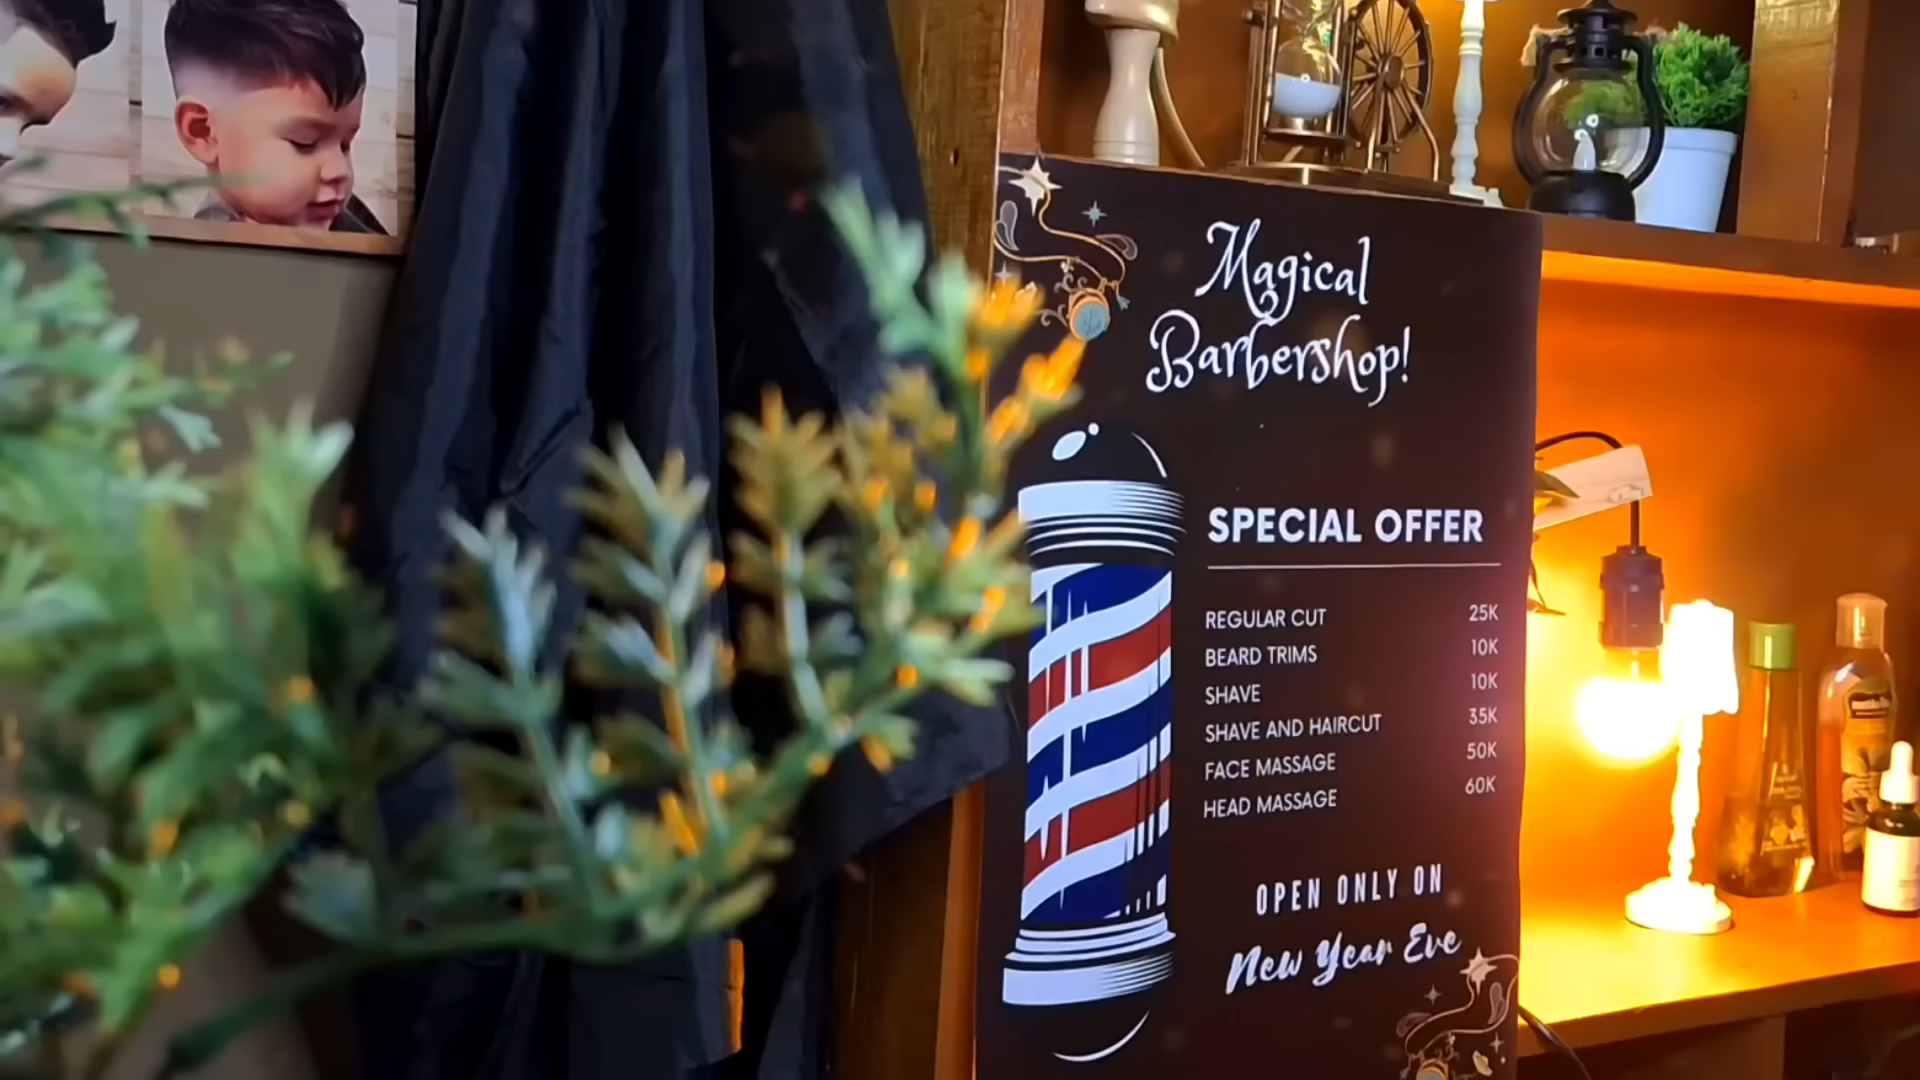 Magical
Barbershop!
SPECIAL OFFER
REGULAR CUT 25K
BEARD TRIMS 10K
SHAVE 10K
SHAVE AND HAIRCUT 35K
FACE MASSAGE 50K
HEAD MASSAGE 60K
OPEN ONLY ON
New Year Eve